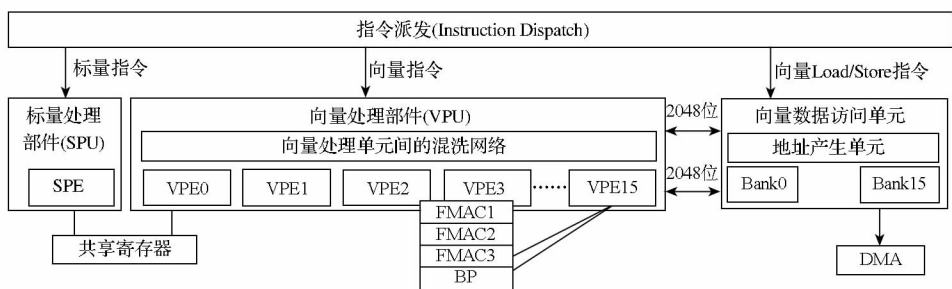 指令派发(Instruction Dispatch)
标量指令
向量指令
向量Load/Store指令
标量处理
部件(SPU)
向量处理部件(VPU)
2048位
向量数据访问单元
向量处理单元间的混洗网络
地址产生单元
SPE
VPE0
VPE1
VPE2
VPE3
······
VPE15
2048位
Bank0
Bank15
FMAC1
FMAC2
FMAC3
BP
共享寄存器
DMA